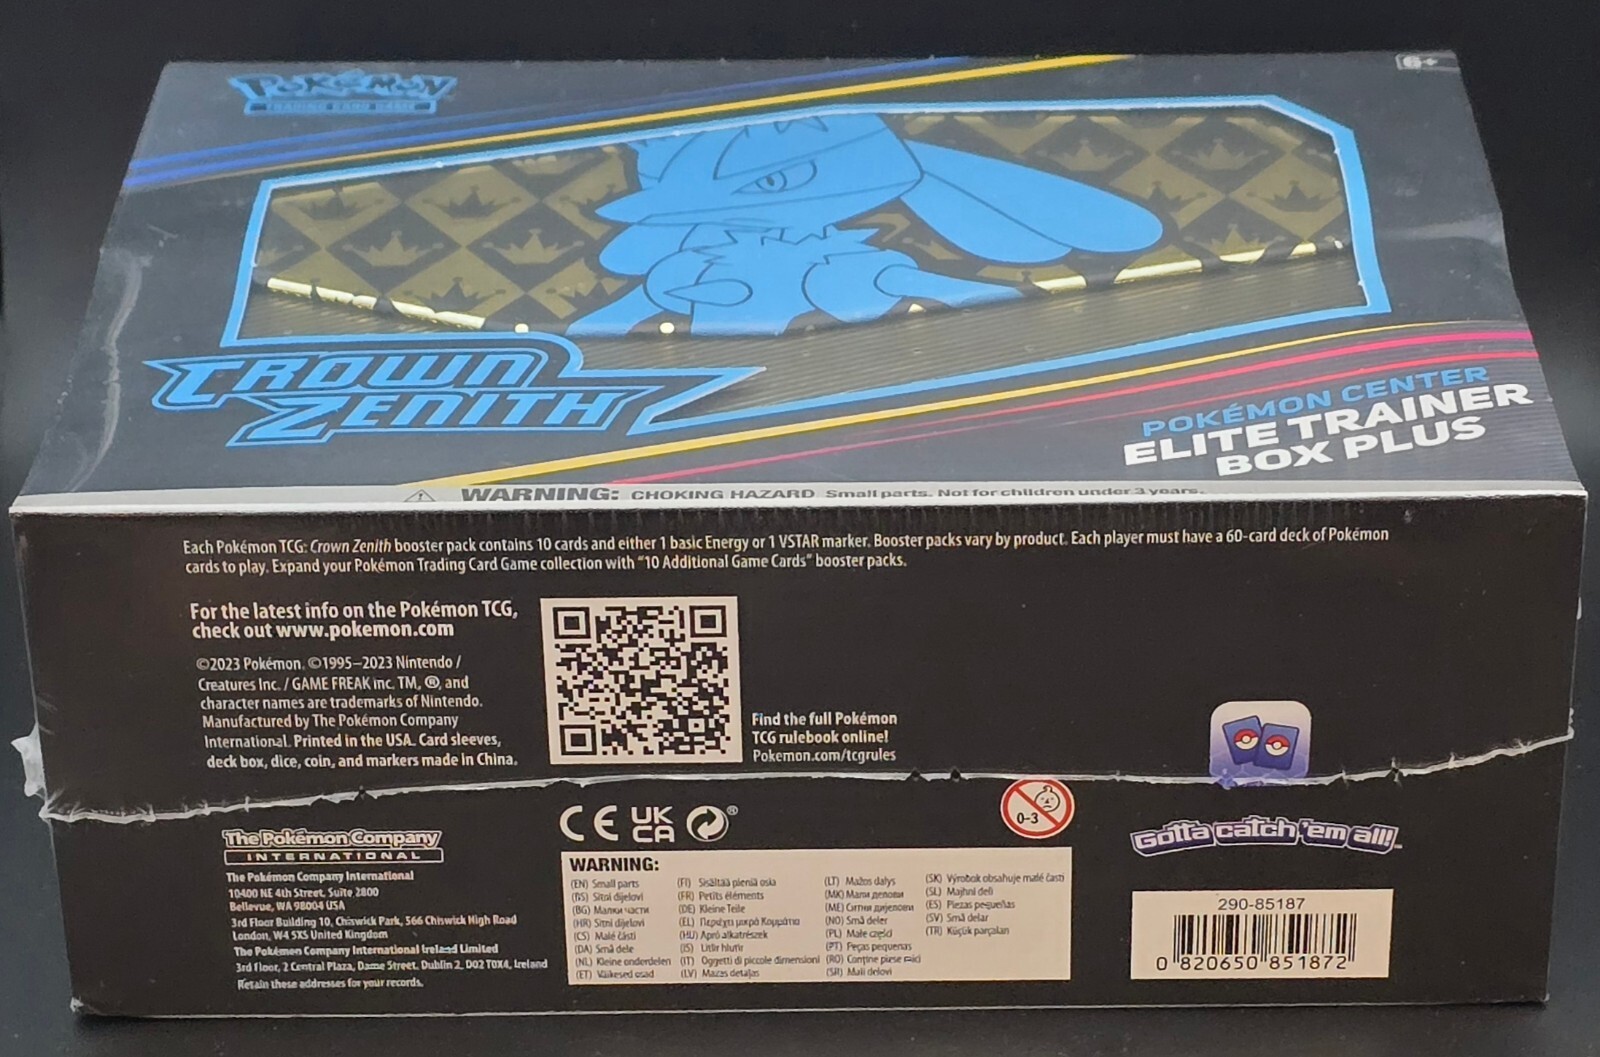 POKÉMON
TRADING CARD GAME
6+
CROWN
ZENITH
POKÉMON CENTER
ELITE TRAINER
BOX PLUS
WARNING: CHOKING HAZARD Small parts. Not for children under 3 years.
Each Pokémon TCG: Crown Zenith booster pack contains 10 cards and either 1 basic Energy or 1 VSTAR marker. Booster packs vary by product. Each player must have a 60-card deck of Pokémon
cards to play. Expand your Pokémon Trading Card Game collection with "10 Additional Game Cards" booster packs.
For the latest info on the Pokémon TCG,
check out www.pokemon.com
©2023 Pokémon. ©1995–2023 Nintendo /
Creatures Inc. / GAME FREAK inc. TM, ®, and
character names are trademarks of Nintendo.
Manufactured by The Pokémon Company
International. Printed in the USA. Card sleeves,
deck box, dice, coin, and markers made in China.
Find the full Pokémon
TCG rulebook online!
Pokemon.com/tcgrules
The Pokémon Company
INTERNATIONAL
The Pokémon Company International
10400 NE 4th Street, Suite 2800
Bellevue, WA 98004 USA
3rd Floor Building 10, Chiswick Park, 566 Chiswick High Road
London, W4 5XS United Kingdom
The Pokémon Company International Ireland Limited
3rd floor, 2 Central Plaza, Dame Street, Dublin 2, D02 T0X4, Ireland
Retain these addresses for your records.
CE UK
CA ®
0-3
WARNING:
(EN) Small parts
(BS) Sitni dijelovi
(BG) Малки части
(HR) Sitni dijelovi
(CS) Malé části
(DA) Små dele
(NL) Kleine onderdelen
(ET) Väikesed osad
(FI) Sisältää pieniä osia
(FR) Petits éléments
(DE) Kleine Teile
(EL) Περιέχει μικρά Κομμάτια
(HU) Apró alkatrészek
(IS) Litlir hlutir
(IT) Oggetti di piccole dimensioni
(LV) Mazas detaļas
(LT) Mažos dalys
(MK) Мали делови
(ME) Ситни дијелови
(NO) Små deler
(PL) Małe części
(PT) Peças pequenas
(RO) Conține piese mici
(SR) Mali delovi
(SK) Výrobok obsahuje malé časti
(SL) Majhni deli
(ES) Piezas pequeñas
(SV) Små delar
(TR) Küçük parçaları
Gotta catch 'em all!
290-85187
0 820650 851872